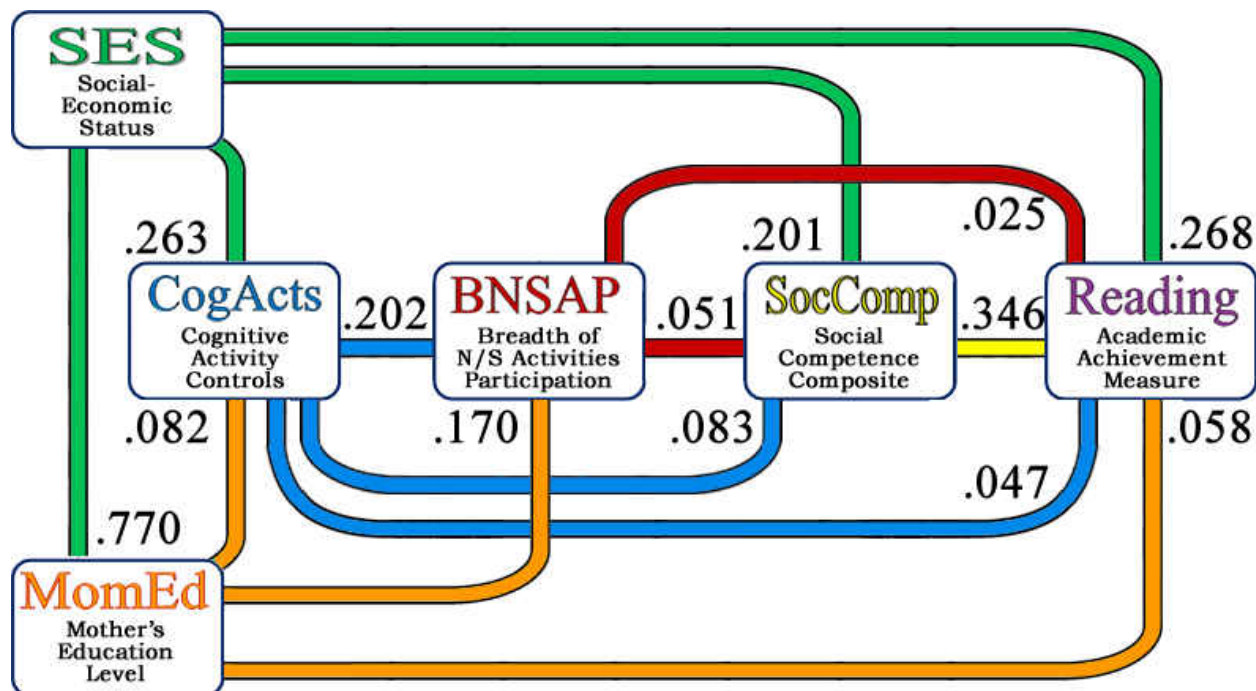 SES
Social-
Economic
Status
.263
.201
.025
.268
CogActs
Cognitive
Activity
Controls
.202
BNSAP
Breadth of
N/S Activities
Participation
.051
SocComp
Social
Competence
Composite
.346
Reading
Academic
Achievement
Measure
.082
.170
.083
.058
.047
.770
MomEd
Mother's
Education
Level